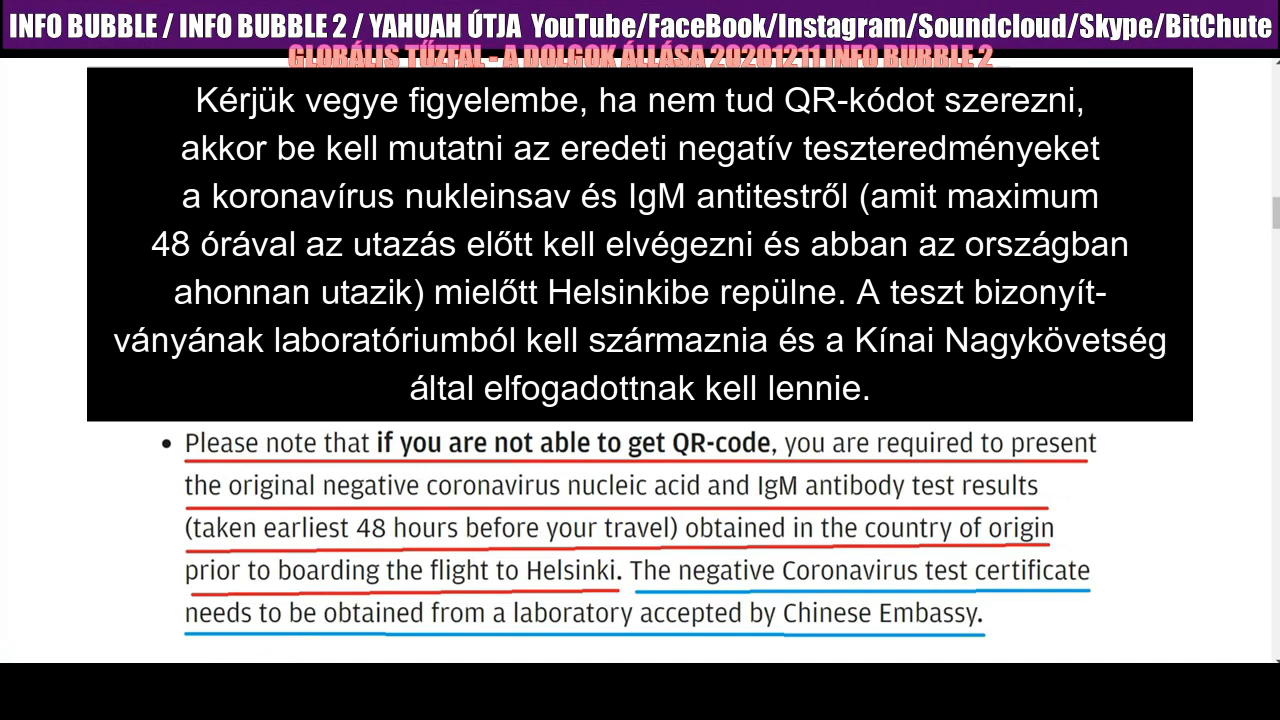 INFO BUBBLE / INFO BUBBLE 2 / YAHUAH ÚTJA YouTube/FaceBook/Instagram/Soundcloud/Skype/BitChute
GLOBÁLIS TŰZFAL - A DOLGOK ÁLLÁSA 20201211 INFO BUBBLE 2
Kérjük vegye figyelembe, ha nem tud QR-kódot szerezni,
akkor be kell mutatni az eredeti negatív teszteredményeket
a koronavírus nukleinsav és IgM antitestről (amit maximum
48 órával az utazás előtt kell elvégezni és abban az országban
ahonnan utazik) mielőtt Helsinkibe repülne. A teszt bizonyít-
ványának laboratóriumból kell származnia és a Kínai Nagykövetség
által elfogadottnak kell lennie.
• Please note that if you are not able to get QR-code, you are required to present
the original negative coronavirus nucleic acid and IgM antibody test results
(taken earliest 48 hours before your travel) obtained in the country of origin
prior to boarding the flight to Helsinki. The negative Coronavirus test certificate
needs to be obtained from a laboratory accepted by Chinese Embassy.